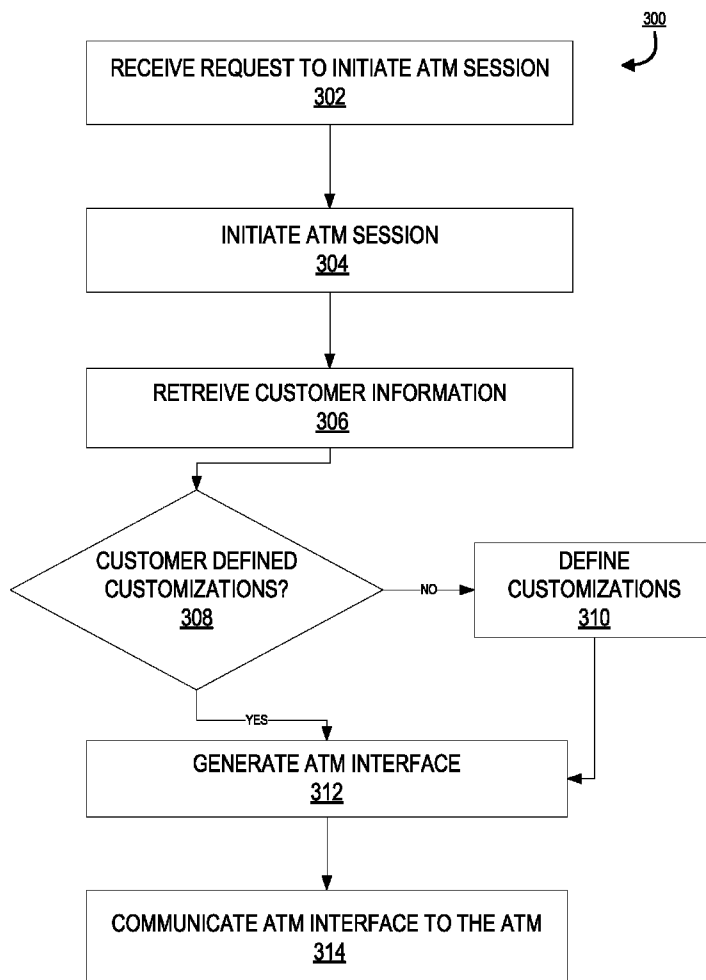 300
RECEIVE REQUEST TO INITIATE ATM SESSION
302
INITIATE ATM SESSION
304
RETREIVE CUSTOMER INFORMATION
306
CUSTOMER DEFINED
CUSTOMIZATIONS?
308
NO
DEFINE
CUSTOMIZATIONS
310
YES
GENERATE ATM INTERFACE
312
COMMUNICATE ATM INTERFACE TO THE ATM
314